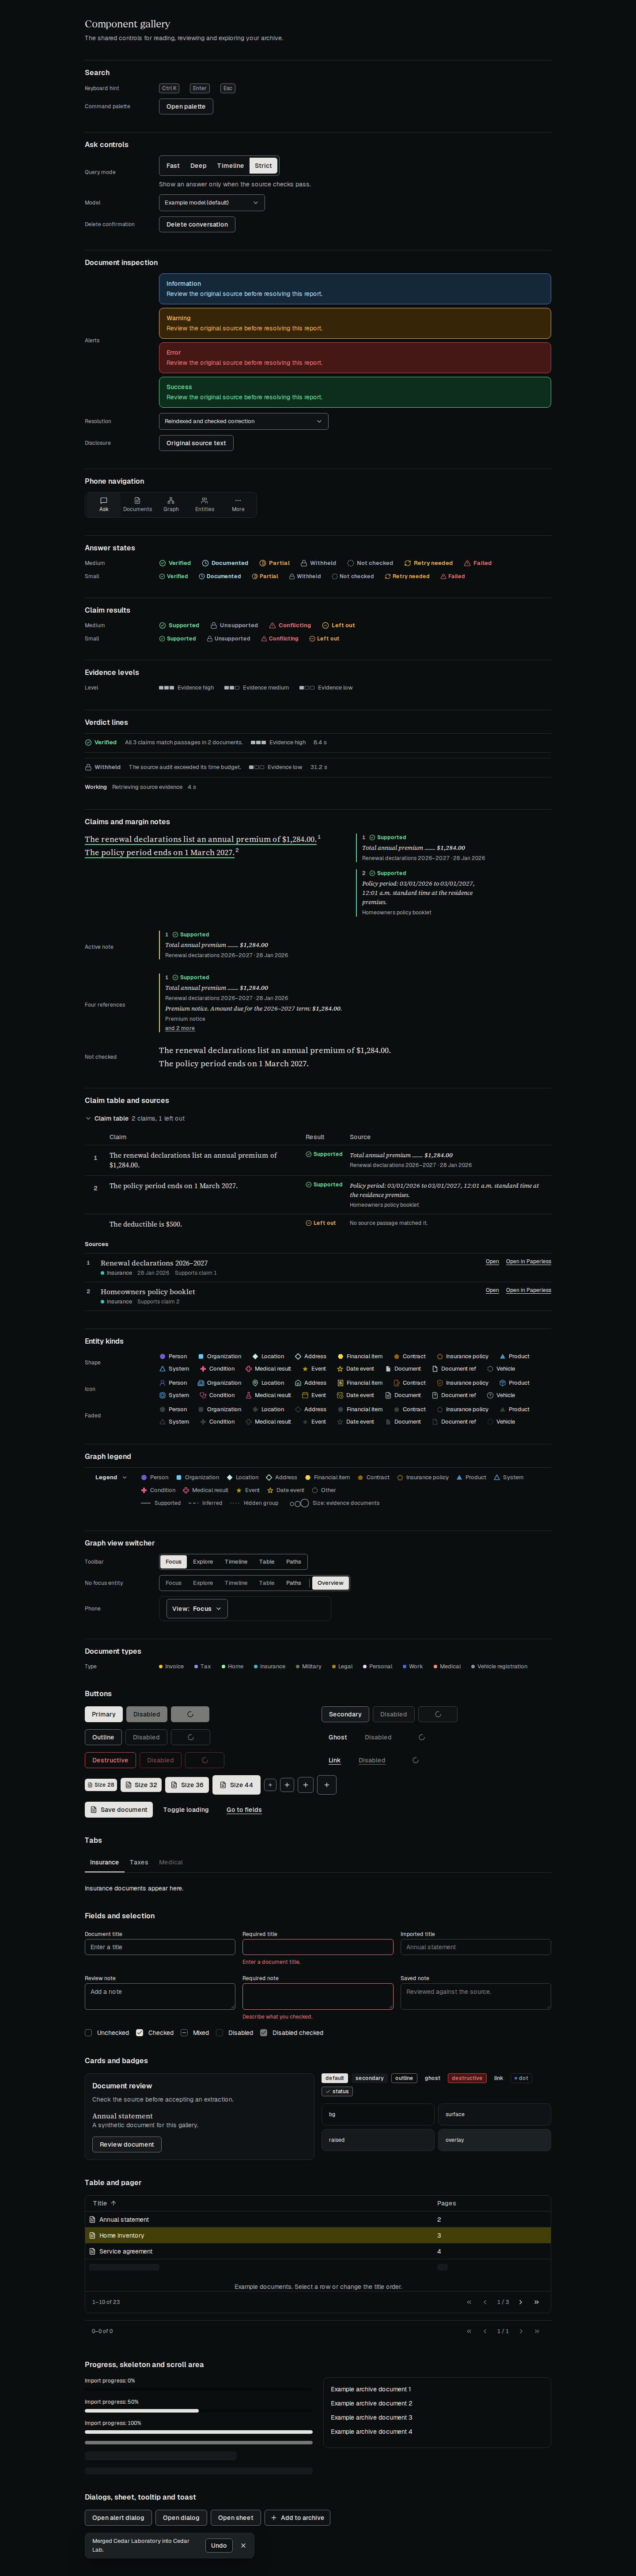 Component gallery
The shared controls for reading, reviewing and exploring your archive.
Search
Keyboard hint
Ctrl K Enter Esc
Command palette
Open palette
Ask controls
Query mode
Fast Deep Timeline Strict
Show an answer only when the source checks pass.
Model
Example model (default)
Delete confirmation
Delete conversation
Document inspection
Alerts
Information
Review the original source before resolving this report.
Warning
Review the original source before resolving this report.
Error
Review the original source before resolving this report.
Success
Review the original source before resolving this report.
Resolution
Reindexed and checked correction
Disclosure
Original source text
Phone navigation
Ask Documents Graph Entities More
Answer states
Medium
Verified Documented Partial Withheld Not checked Retry needed Failed
Small
Verified Documented Partial Withheld Not checked Retry needed Failed
Claim results
Medium
Supported Unsupported Conflicting Left out
Small
Supported Unsupported Conflicting Left out
Evidence levels
Level
Evidence high Evidence medium Evidence low
Verdict lines
Verified All 3 claims match passages in 2 documents. Evidence high 8.4 s
Withheld The source audit exceeded its time budget. Evidence low 31.2 s
Working Retrieving source evidence 4 s
Claims and margin notes
The renewal declarations list an annual premium of $1,284.00. 1
The policy period ends on 1 March 2027. 2
1 Supported
Total annual premium ....... $1,284.00
Renewal declarations 2026–2027 · 28 Jan 2026
2 Supported
Policy period: 03/01/2026 to 03/01/2027,
12:01 a.m. standard time at the residence
premises.
Homeowners policy booklet
Active note
1 Supported
Total annual premium ....... $1,284.00
Renewal declarations 2026–2027 · 28 Jan 2026
Four references
1 Supported
Total annual premium ....... $1,284.00
Renewal declarations 2026–2027 · 28 Jan 2026
Premium notice. Amount due for the 2026–2027 term: $1,284.00.
Premium notice
and 2 more
Not checked
The renewal declarations list an annual premium of $1,284.00.
The policy period ends on 1 March 2027.
Claim table and sources
Claim table 2 claims, 1 left out
Claim Result Source
1 The renewal declarations list an annual premium of
$1,284.00.
Supported
Total annual premium ....... $1,284.00
Renewal declarations 2026–2027 · 28 Jan 2026
2 The policy period ends on 1 March 2027.
Supported
Policy period: 03/01/2026 to 03/01/2027, 12:01 a.m. standard time at
the residence premises.
Homeowners policy booklet
The deductible is $500. Left out No source passage matched it.
Sources
1 Renewal declarations 2026–2027 Open Open in Paperless
Insurance 28 Jan 2026 Supports claim 1
2 Homeowners policy booklet Open Open in Paperless
Insurance Supports claim 2
Entity kinds
Shape
Person Organization Location Address Financial item Contract Insurance policy Product
System Condition Medical result Event Date event Document Document ref Vehicle
Icon
Person Organization Location Address Financial item Contract Insurance policy Product
System Condition Medical result Event Date event Document Document ref Vehicle
Faded
Person Organization Location Address Financial item Contract Insurance policy Product
System Condition Medical result Event Date event Document Document ref Vehicle
Graph legend
Legend Person Organization Location Address Financial item Contract Insurance policy Product System
Condition Medical result Event Date event Other
Supported Inferred Hidden group Size: evidence documents
Graph view switcher
Toolbar
Focus Explore Timeline Table Paths
No focus entity
Focus Explore Timeline Table Paths Overview
Phone
View: Focus
Document types
Type
Invoice Tax Home Insurance Military Legal Personal Work Medical Vehicle registration
Buttons
Primary Disabled Secondary Disabled
Outline Disabled Ghost Disabled
Destructive Disabled Link Disabled
Size 28 Size 32 Size 36 Size 44
Save document Toggle loading Go to fields
Tabs
Insurance Taxes Medical
Insurance documents appear here.
Fields and selection
Document title Required title Imported title
Enter a title Annual statement
Enter a document title.
Review note Required note Saved note
Add a note Reviewed against the source.
Describe what you checked.
Unchecked Checked Mixed Disabled Disabled checked
Cards and badges
Document review
Check the source before accepting an extraction.
Annual statement
A synthetic document for this gallery.
Review document
default secondary outline ghost destructive link dot
status
bg surface
raised overlay
Table and pager
Title Pages
Annual statement 2
Home inventory 3
Service agreement 4
Example documents. Select a row or change the title order.
1–10 of 23 1 / 3
0–0 of 0 1 / 1
Progress, skeleton and scroll area
Import progress: 0%
Import progress: 50%
Import progress: 100%
Example archive document 1
Example archive document 2
Example archive document 3
Example archive document 4
Dialogs, sheet, tooltip and toast
Open alert dialog Open dialog Open sheet Add to archive
Merged Cedar Laboratory into Cedar
Lab.
Undo